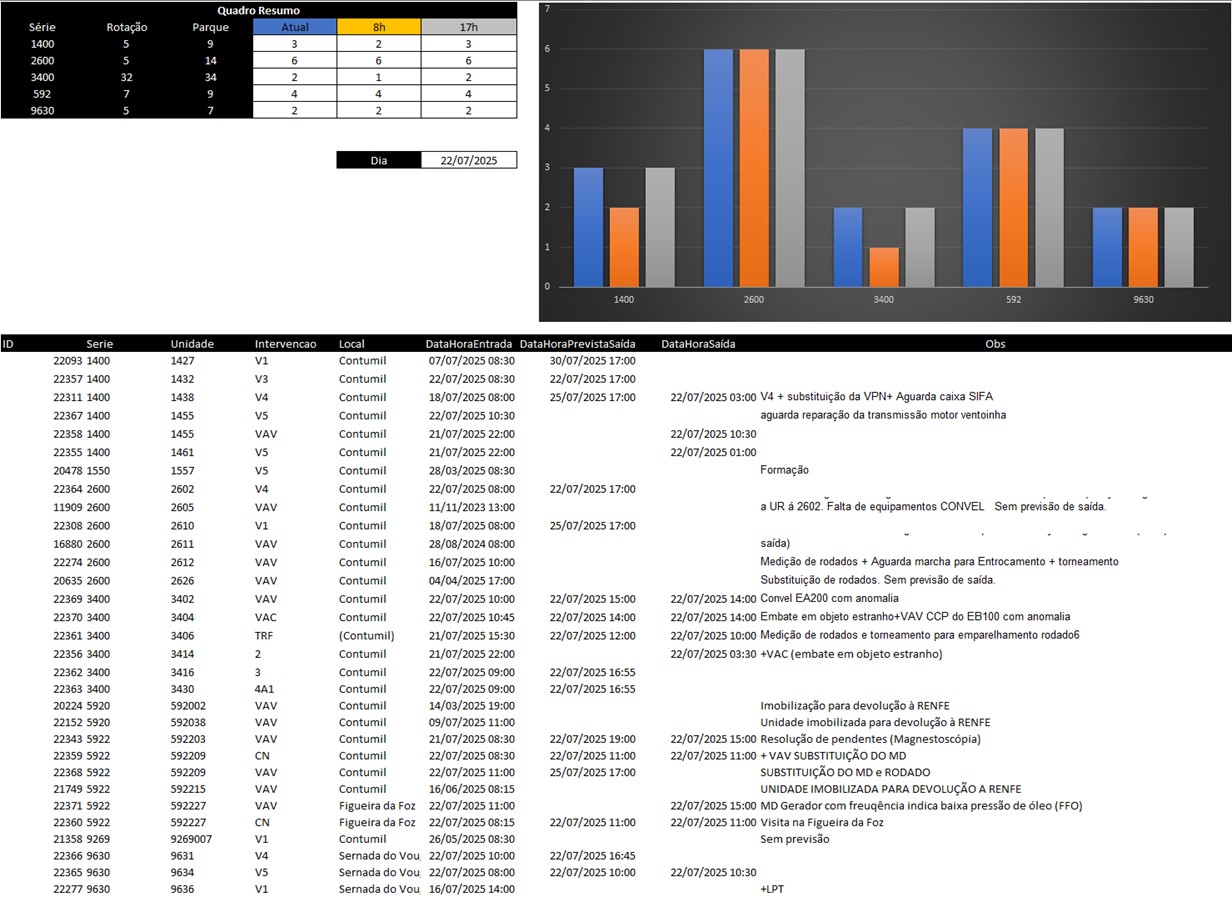 Quadro Resumo
Série Rotação Parque Atual 8h 17h
1400 5 9 3 2 3
2600 5 14 6 6 6
3400 32 34 2 1 2
592 7 9 4 4 4
9630 5 7 2 2 2
Dia 22/07/2025
7
6
5
4
3
2
1
0
1400 2600 3400 592 9630
ID Serie Unidade Intervencao Local DataHoraEntrada DataHoraPrevistaSaída DataHoraSaída Obs
22093 1400 1427 V1 Contumil 07/07/2025 08:30 30/07/2025 17:00
22357 1400 1432 V3 Contumil 22/07/2025 08:30 22/07/2025 17:00
22311 1400 1438 V4 Contumil 18/07/2025 08:00 25/07/2025 17:00 22/07/2025 03:00 V4 + substituição da VPN+ Aguarda caixa SIFA
22367 1400 1455 V5 Contumil 22/07/2025 10:30 aguarda reparação da transmissão motor ventoinha
22358 1400 1455 VAV Contumil 21/07/2025 22:00 22/07/2025 10:30
22355 1400 1461 V5 Contumil 21/07/2025 22:00 22/07/2025 01:00
20478 1550 1557 V5 Contumil 28/03/2025 08:30 Formação
22364 2600 2602 V4 Contumil 22/07/2025 08:00 22/07/2025 17:00
11909 2600 2605 VAV Contumil 11/11/2023 13:00 a UR á 2602. Falta de equipamentos CONVEL Sem previsão de saída.
22308 2600 2610 V1 Contumil 18/07/2025 08:00 25/07/2025 17:00
16880 2600 2611 VAV Contumil 28/08/2024 08:00 saída)
22274 2600 2612 VAV Contumil 16/07/2025 10:00 Medição de rodados + Aguarda marcha para Entrocamento + torneamento
20635 2600 2626 VAV Contumil 04/04/2025 17:00 Substituição de rodados. Sem previsão de saída.
22369 3400 3402 VAV Contumil 22/07/2025 10:00 22/07/2025 15:00 22/07/2025 14:00 Convel EA200 com anomalia
22370 3400 3404 VAC Contumil 22/07/2025 10:45 22/07/2025 14:00 22/07/2025 14:00 Embate em objeto estranho+VAV CCP do EB100 com anomalia
22361 3400 3406 TRF (Contumil) 21/07/2025 15:30 22/07/2025 12:00 22/07/2025 10:00 Medição de rodados e torneamento para emparelhamento rodado6
22356 3400 3414 2 Contumil 21/07/2025 22:00 22/07/2025 03:30 +VAC (embate em objeto estranho)
22362 3400 3416 3 Contumil 22/07/2025 09:00 22/07/2025 16:55
22363 3400 3430 4A1 Contumil 22/07/2025 09:00 22/07/2025 16:55
20224 5920 592002 VAV Contumil 14/03/2025 19:00 Imobilização para devolução à RENFE
22152 5920 592038 VAV Contumil 09/07/2025 11:00 Unidade imobilizada para devolução à RENFE
22343 5922 592203 VAV Contumil 21/07/2025 08:30 22/07/2025 19:00 22/07/2025 15:00 Resolução de pendentes (Magnestoscópia)
22359 5922 592209 CN Contumil 22/07/2025 08:30 22/07/2025 11:00 22/07/2025 11:00 + VAV SUBSTITUIÇÃO DO MD
22368 5922 592209 VAV Contumil 22/07/2025 11:00 25/07/2025 17:00 SUBSTITUIÇÃO DO MD e RODADO
21749 5922 592215 VAV Contumil 16/06/2025 08:15 UNIDADE IMOBILIZADA PARA DEVOLUÇÃO A RENFE
22371 5922 592227 VAV Figueira da Foz 22/07/2025 11:00 22/07/2025 15:00 MD Gerador com freuqência indica baixa pressão de óleo (FFO)
22360 5922 592227 CN Figueira da Foz 22/07/2025 08:15 22/07/2025 11:00 22/07/2025 11:00 Visita na Figueira da Foz
21358 9269 9269007 V1 Contumil 26/05/2025 08:30 Sem previsão
22366 9630 9631 V4 Sernada do Vou 22/07/2025 10:00 22/07/2025 16:45
22365 9630 9634 V5 Sernada do Vou 22/07/2025 08:00 22/07/2025 10:00 22/07/2025 10:30
22277 9630 9636 V1 Sernada do Vou 16/07/2025 14:00 +LPT